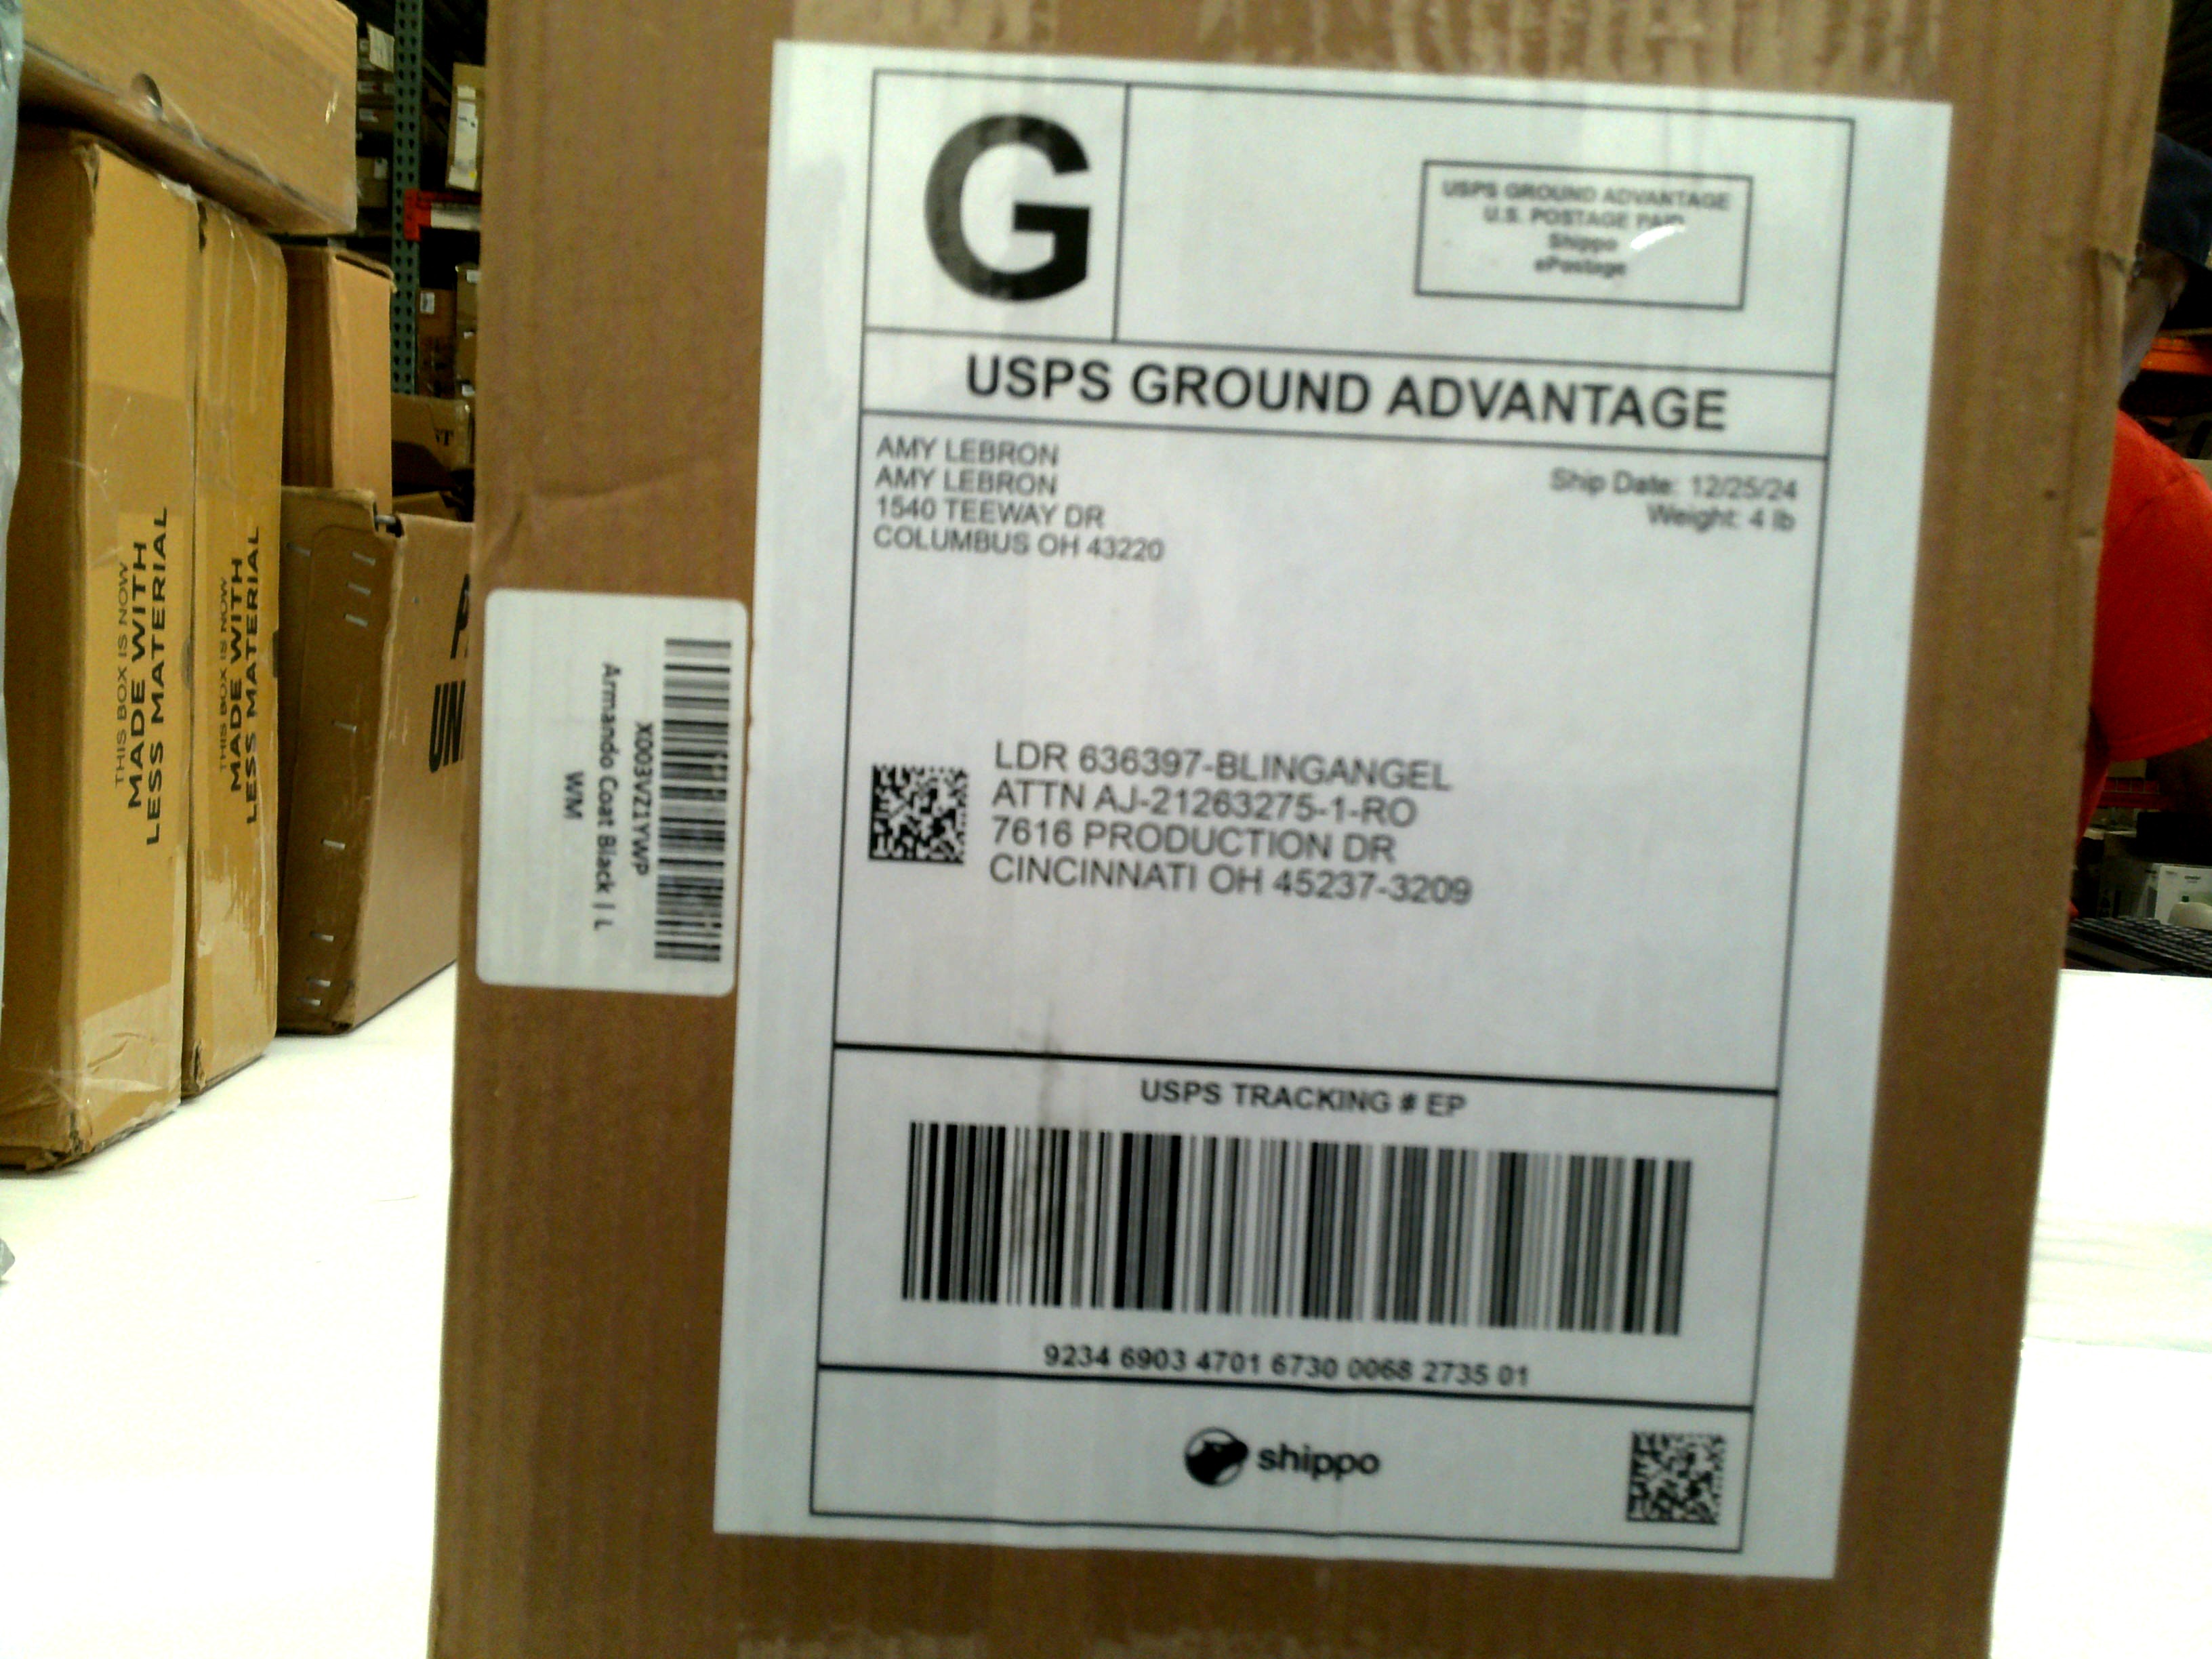 G
USPS GROUND ADVANTAGE
U.S. POSTAGE PAID
Shippo
ePostage
USPS GROUND ADVANTAGE
AMY LEBRON
AMY LEBRON
1540 TEEWAY DR
COLUMBUS OH 43220
Ship Date: 12/25/24
Weight: 4 lb
LDR 636397-BLINGANGEL
ATTN AJ-21263275-1-RO
7616 PRODUCTION DR
CINCINNATI OH 45237-3209
USPS TRACKING # EP
9234 6903 4701 6730 0068 2735 01
shippo
X003VZ1YWP
Armando Coat Black | L
WM
THIS BOX IS NOW
MADE WITH
LESS MATERIAL
THIS BOX IS NOW
MADE WITH
LESS MATERIAL
UN